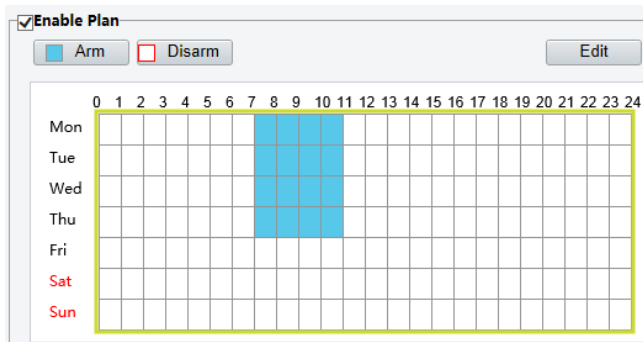 Enable Plan
Arm Disarm Edit
0 1 2 3 4 5 6 7 8 9 10 11 12 13 14 15 16 17 18 19 20 21 22 23 24
Mon
Tue
Wed
Thu
Fri
Sat
Sun